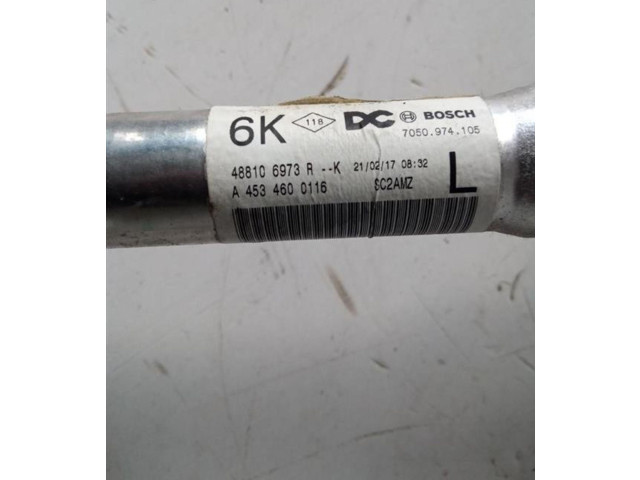 6K 118 DC BOSCH
7050.974.105
48810 6973 R --K 21/02/17 08:32
A 453 460 0116 SC2AMZ L